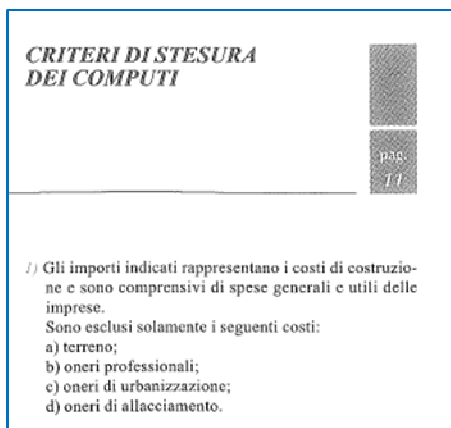 CRITERI DI STESURA
DEI COMPUTI
pag.
11
1) Gli importi indicati rappresentano i costi di costruzio-
ne e sono comprensivi di spese generali e utili delle
imprese.
Sono esclusi solamente i seguenti costi:
a) terreno;
b) oneri professionali;
c) oneri di urbanizzazione;
d) oneri di allacciamento.